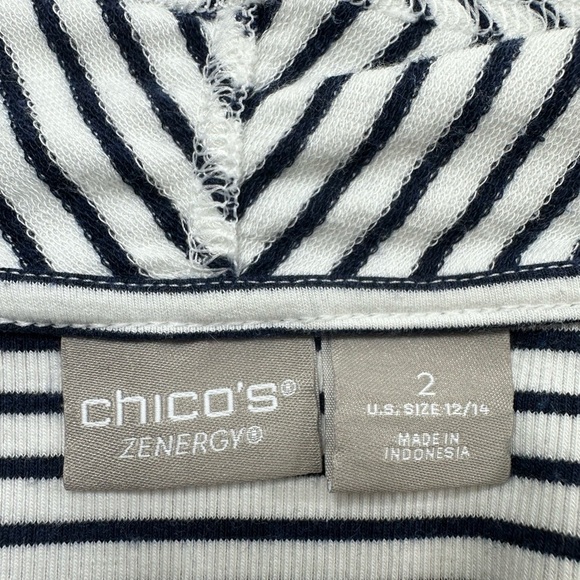 chico's®
ZENERGY®
2
U.S. SIZE 12/14
MADE IN
INDONESIA